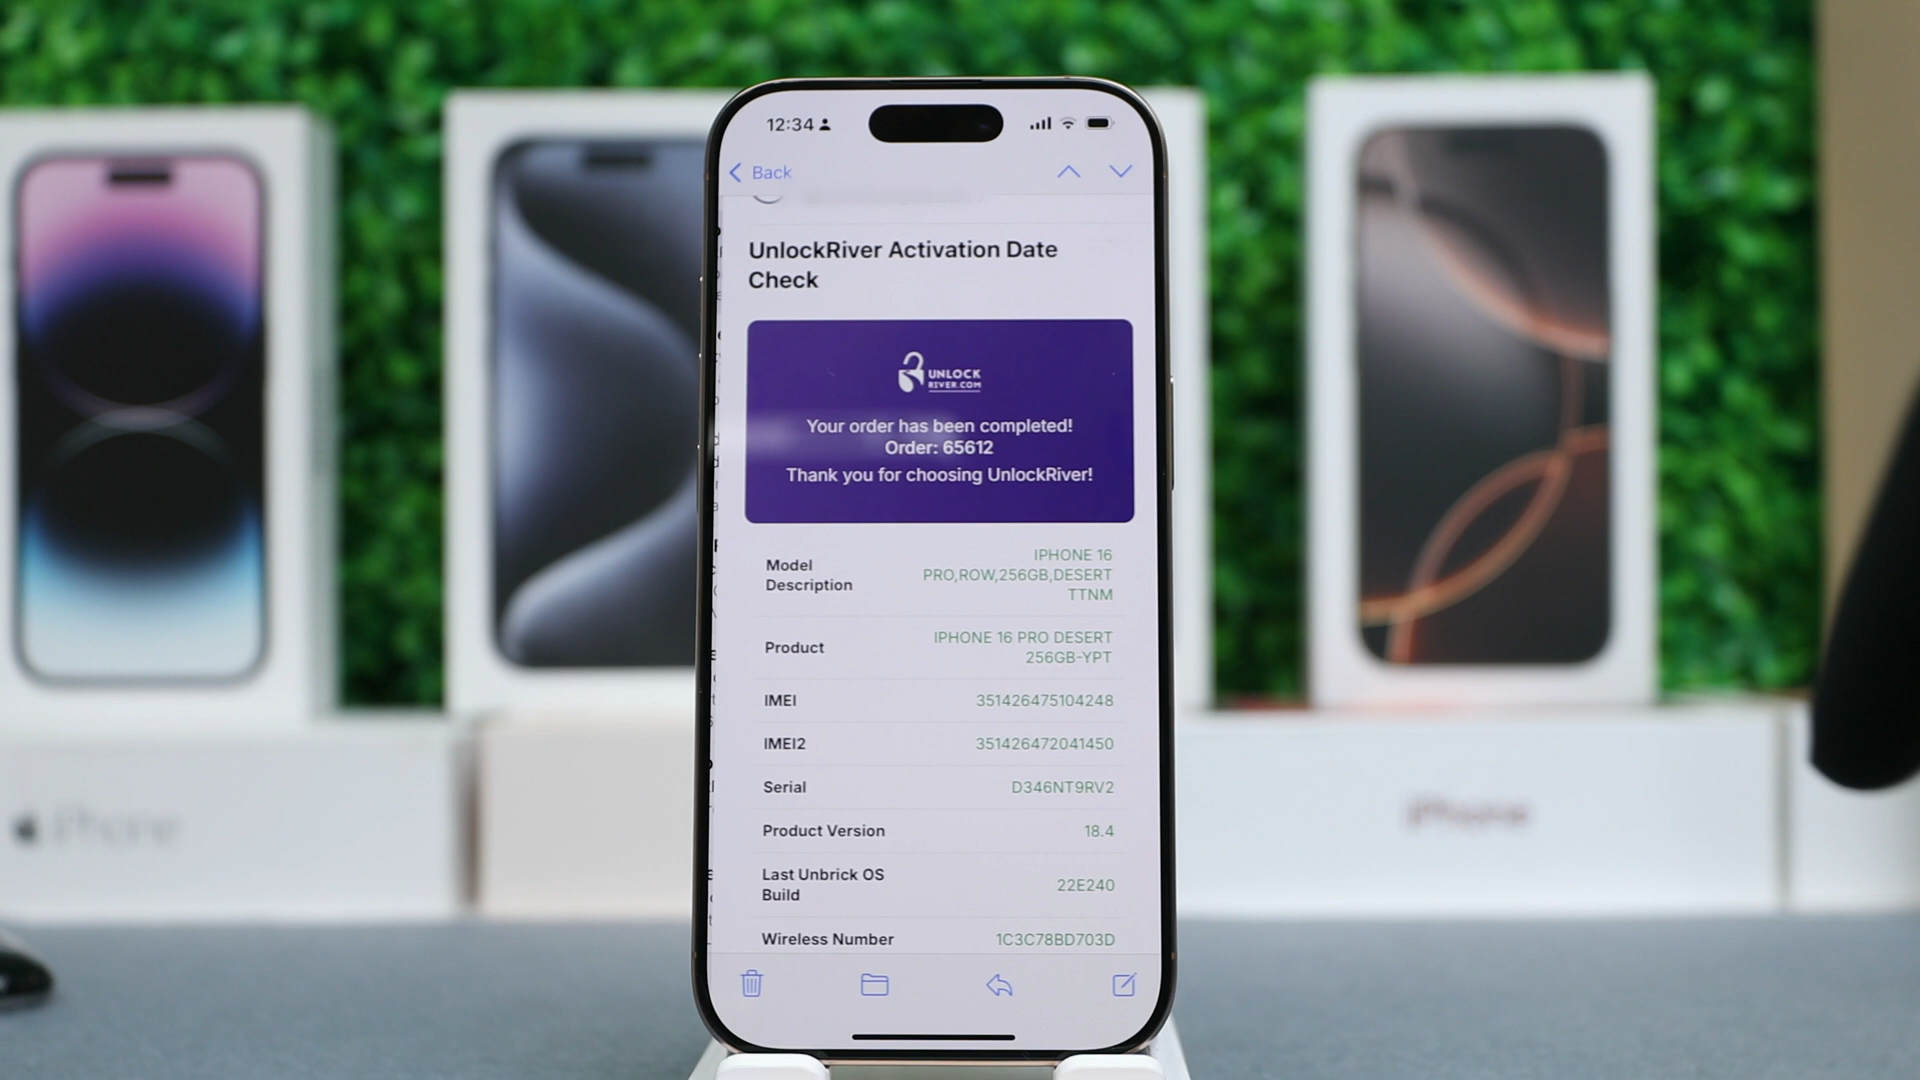 12:34
Back
UnlockRiver Activation Date
Check
UNLOCK
RIVER.COM
Your order has been completed!
Order: 65612
Thank you for choosing UnlockRiver!
Model
Description
IPHONE 16
PRO,ROW,256GB,DESERT
TTNM
Product
IPHONE 16 PRO DESERT
256GB-YPT
IMEI
351426475104248
IMEI2
351426472041450
Serial
D346NT9RV2
Product Version
18.4
Last Unbrick OS
Build
22E240
Wireless Number
1C3C78BD703D
iPhone
iPhone